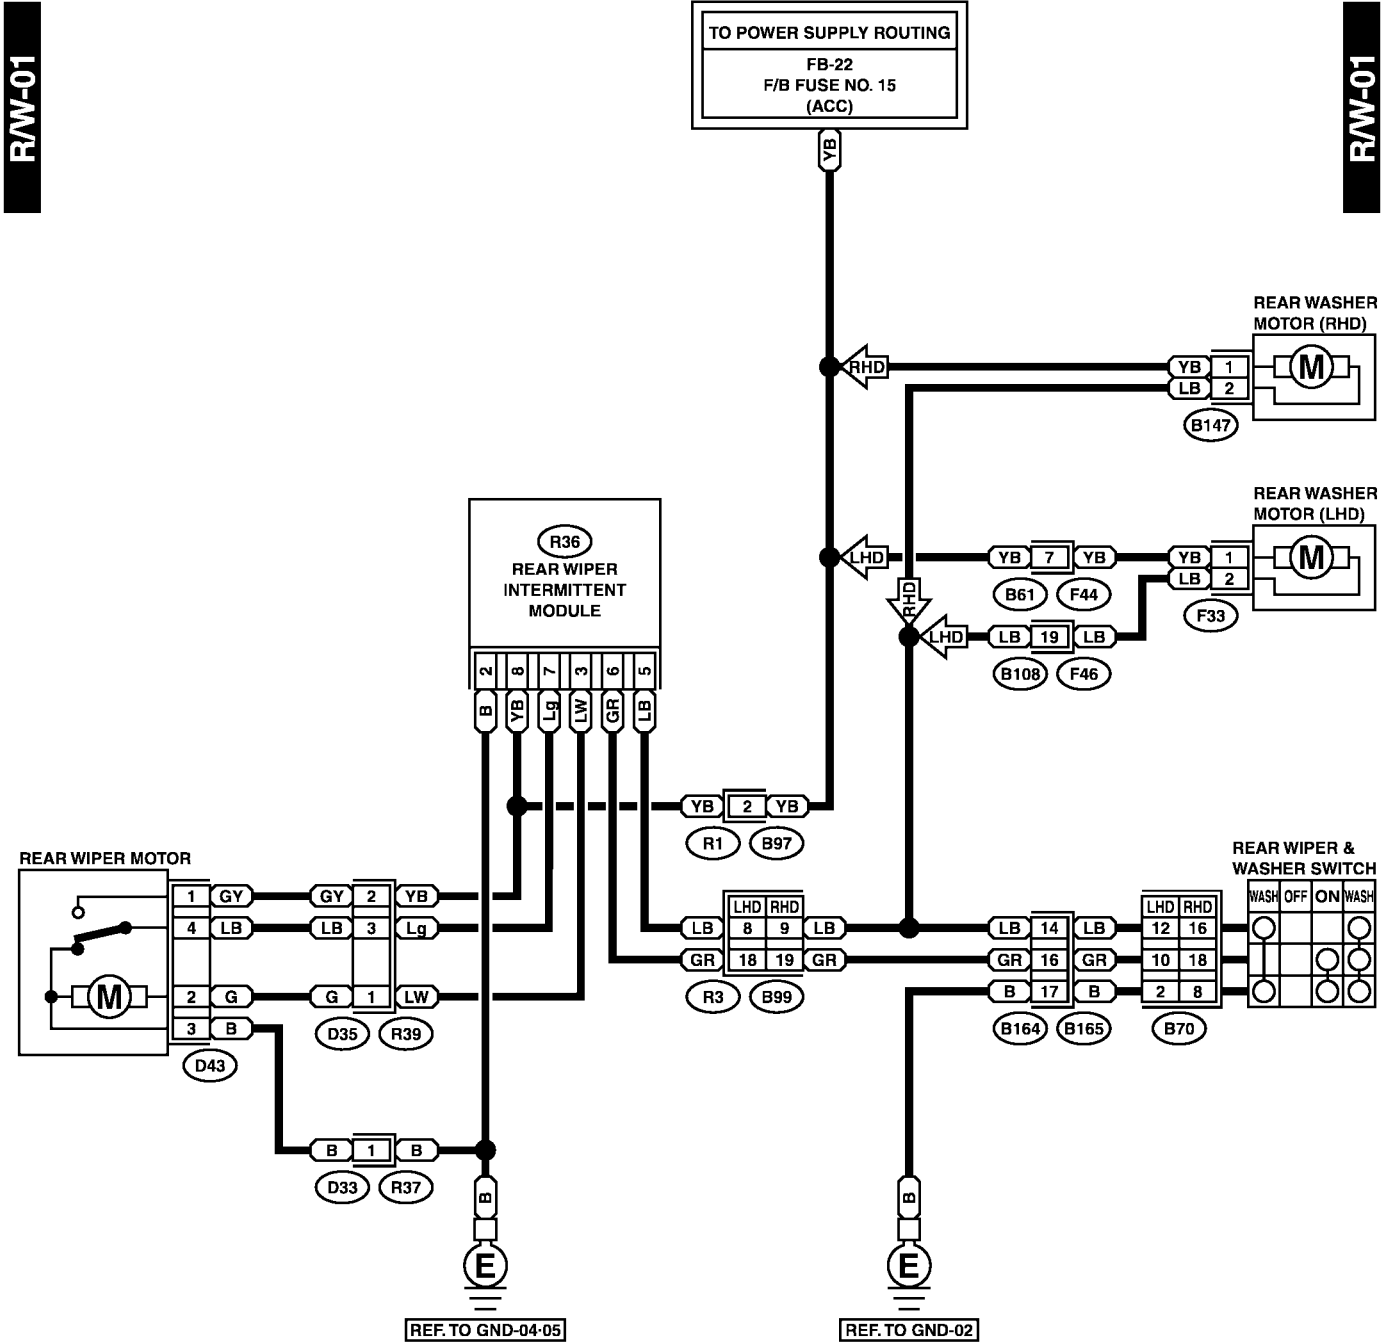 R/W-01
R/W-01
TO POWER SUPPLY ROUTING
FB-22
F/B FUSE NO. 15
(ACC)
YB
REAR WASHER
MOTOR (RHD)
RHD
YB 1 M
LB 2
B147
REAR WASHER
MOTOR (LHD)
LHD YB 7 YB YB 1 M
LB 2
B61 F44 F33
RHD
LHD LB 19 LB
B108 F46
R36
REAR WIPER
INTERMITTENT
MODULE
2 8 7 3 6 5
B YB Lg LW GR LB
YB 2 YB
R1 B97
REAR WIPER MOTOR
1 GY GY 2 YB
4 LB LB 3 Lg
M 2 G G 1 LW
3 B
D35 R39
D43
REAR WIPER &
WASHER SWITCH
WASH OFF ON WASH
LHD RHD LHD RHD
LB 8 9 LB LB 14 LB 12 16
GR 18 19 GR GR 16 GR 10 18
B 17 B 2 8
R3 B99 B164 B165 B70
B 1 B
D33 R37
B B
E E
REF. TO GND-04·05 REF. TO GND-02